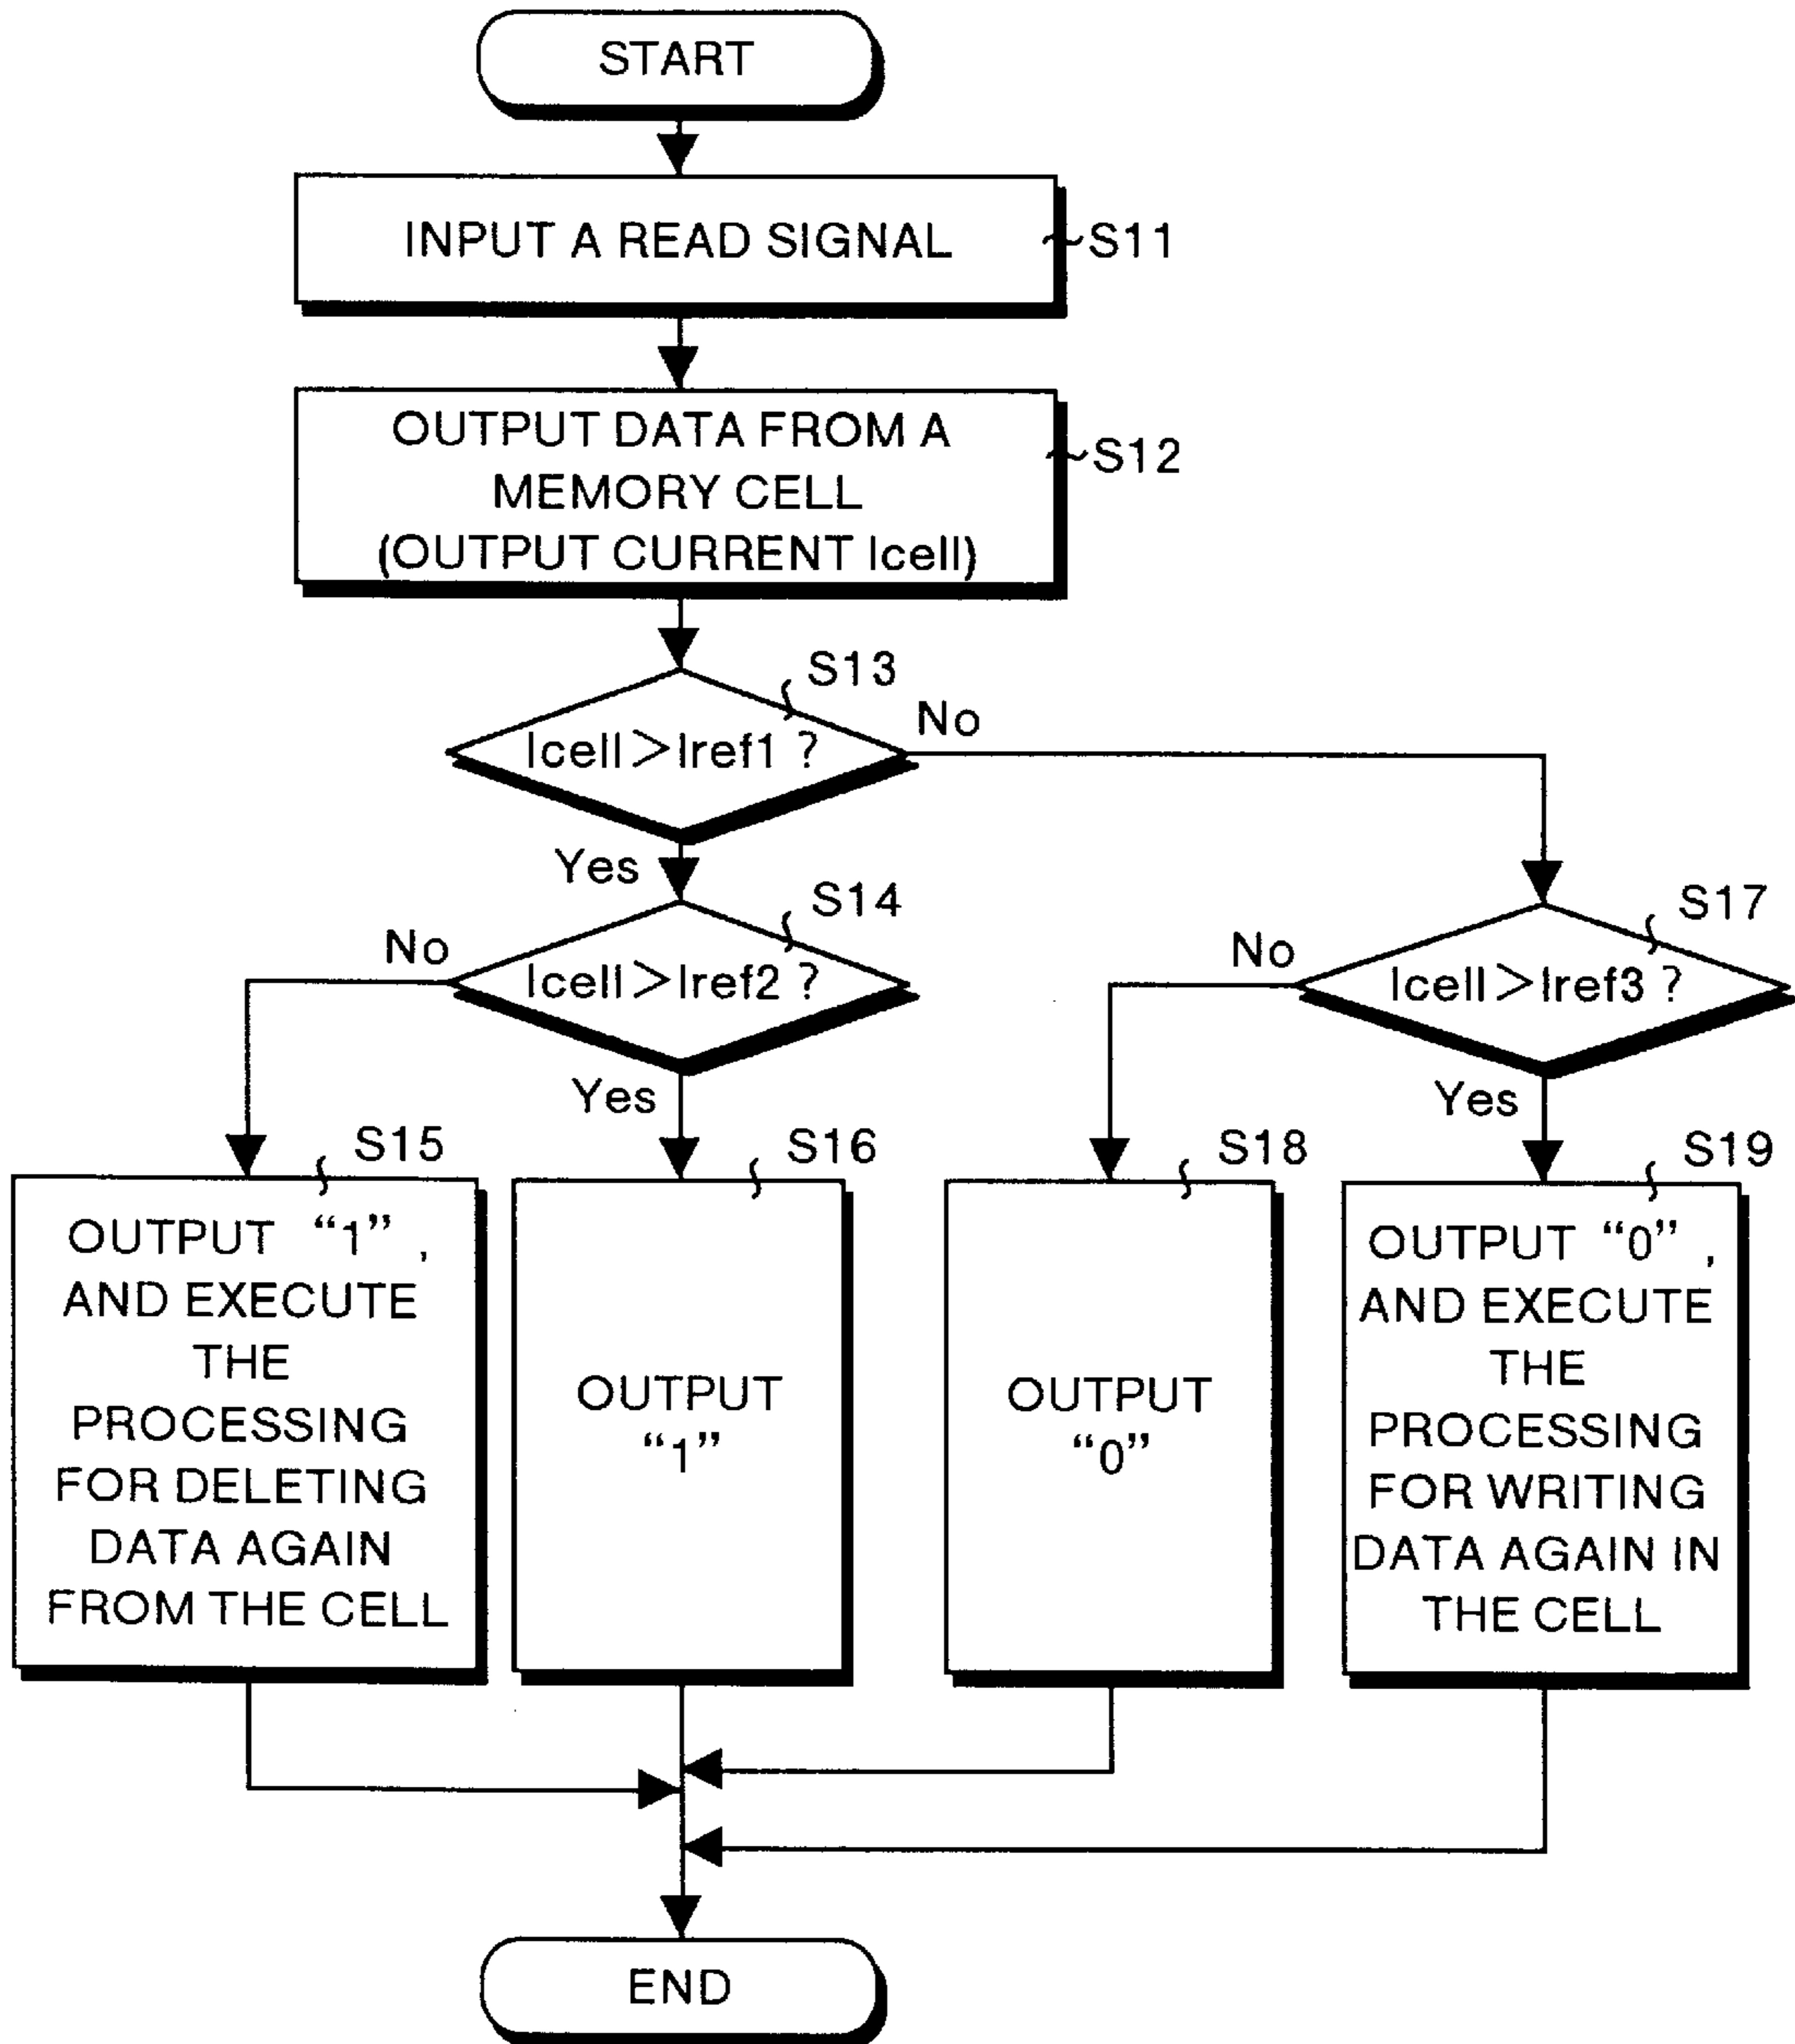 START
INPUT A READ SIGNAL
S11
OUTPUT DATA FROM A
MEMORY CELL
(OUTPUT CURRENT Icell)
S12
S13
Icell>Iref1 ?
No
Yes
S14
Icell>Iref2 ?
No
Yes
S17
Icell>Iref3 ?
No
Yes
S15
OUTPUT “1” ,
AND EXECUTE
THE
PROCESSING
FOR DELETING
DATA AGAIN
FROM THE CELL
S16
OUTPUT
“1”
S18
OUTPUT
“0”
S19
OUTPUT “0” ,
AND EXECUTE
THE
PROCESSING
FOR WRITING
DATA AGAIN IN
THE CELL
END